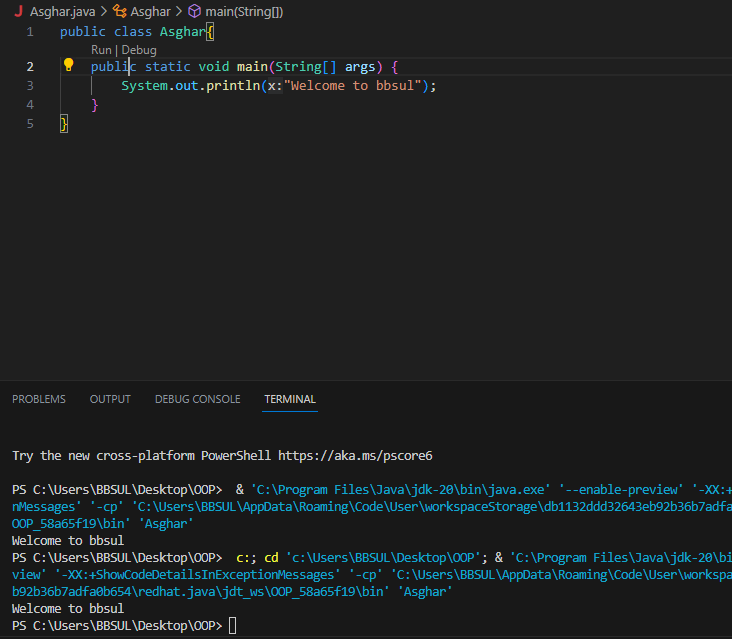 J Asghar.java > Asghar > main(String[])
1 public class Asghar{
Run | Debug
2 public static void main(String[] args) {
3 System.out.println(x:"Welcome to bbsul");
4 }
5 }
PROBLEMS OUTPUT DEBUG CONSOLE TERMINAL
Try the new cross-platform PowerShell https://aka.ms/pscore6
PS C:\Users\BBSUL\Desktop\OOP>  & 'C:\Program Files\Java\jdk-20\bin\java.exe' '--enable-preview' '-XX:+
nMessages' '-cp' 'C:\Users\BBSUL\AppData\Roaming\Code\User\workspaceStorage\db1132ddd32643eb92b36b7adfa
OOP_58a65f19\bin' 'Asghar'
Welcome to bbsul
PS C:\Users\BBSUL\Desktop\OOP>  c:; cd 'c:\Users\BBSUL\Desktop\OOP'; & 'C:\Program Files\Java\jdk-20\bi
view' '-XX:+ShowCodeDetailsInExceptionMessages' '-cp' 'C:\Users\BBSUL\AppData\Roaming\Code\User\workspa
b92b36b7adfa0b654\redhat.java\jdt_ws\OOP_58a65f19\bin' 'Asghar'
Welcome to bbsul
PS C:\Users\BBSUL\Desktop\OOP>